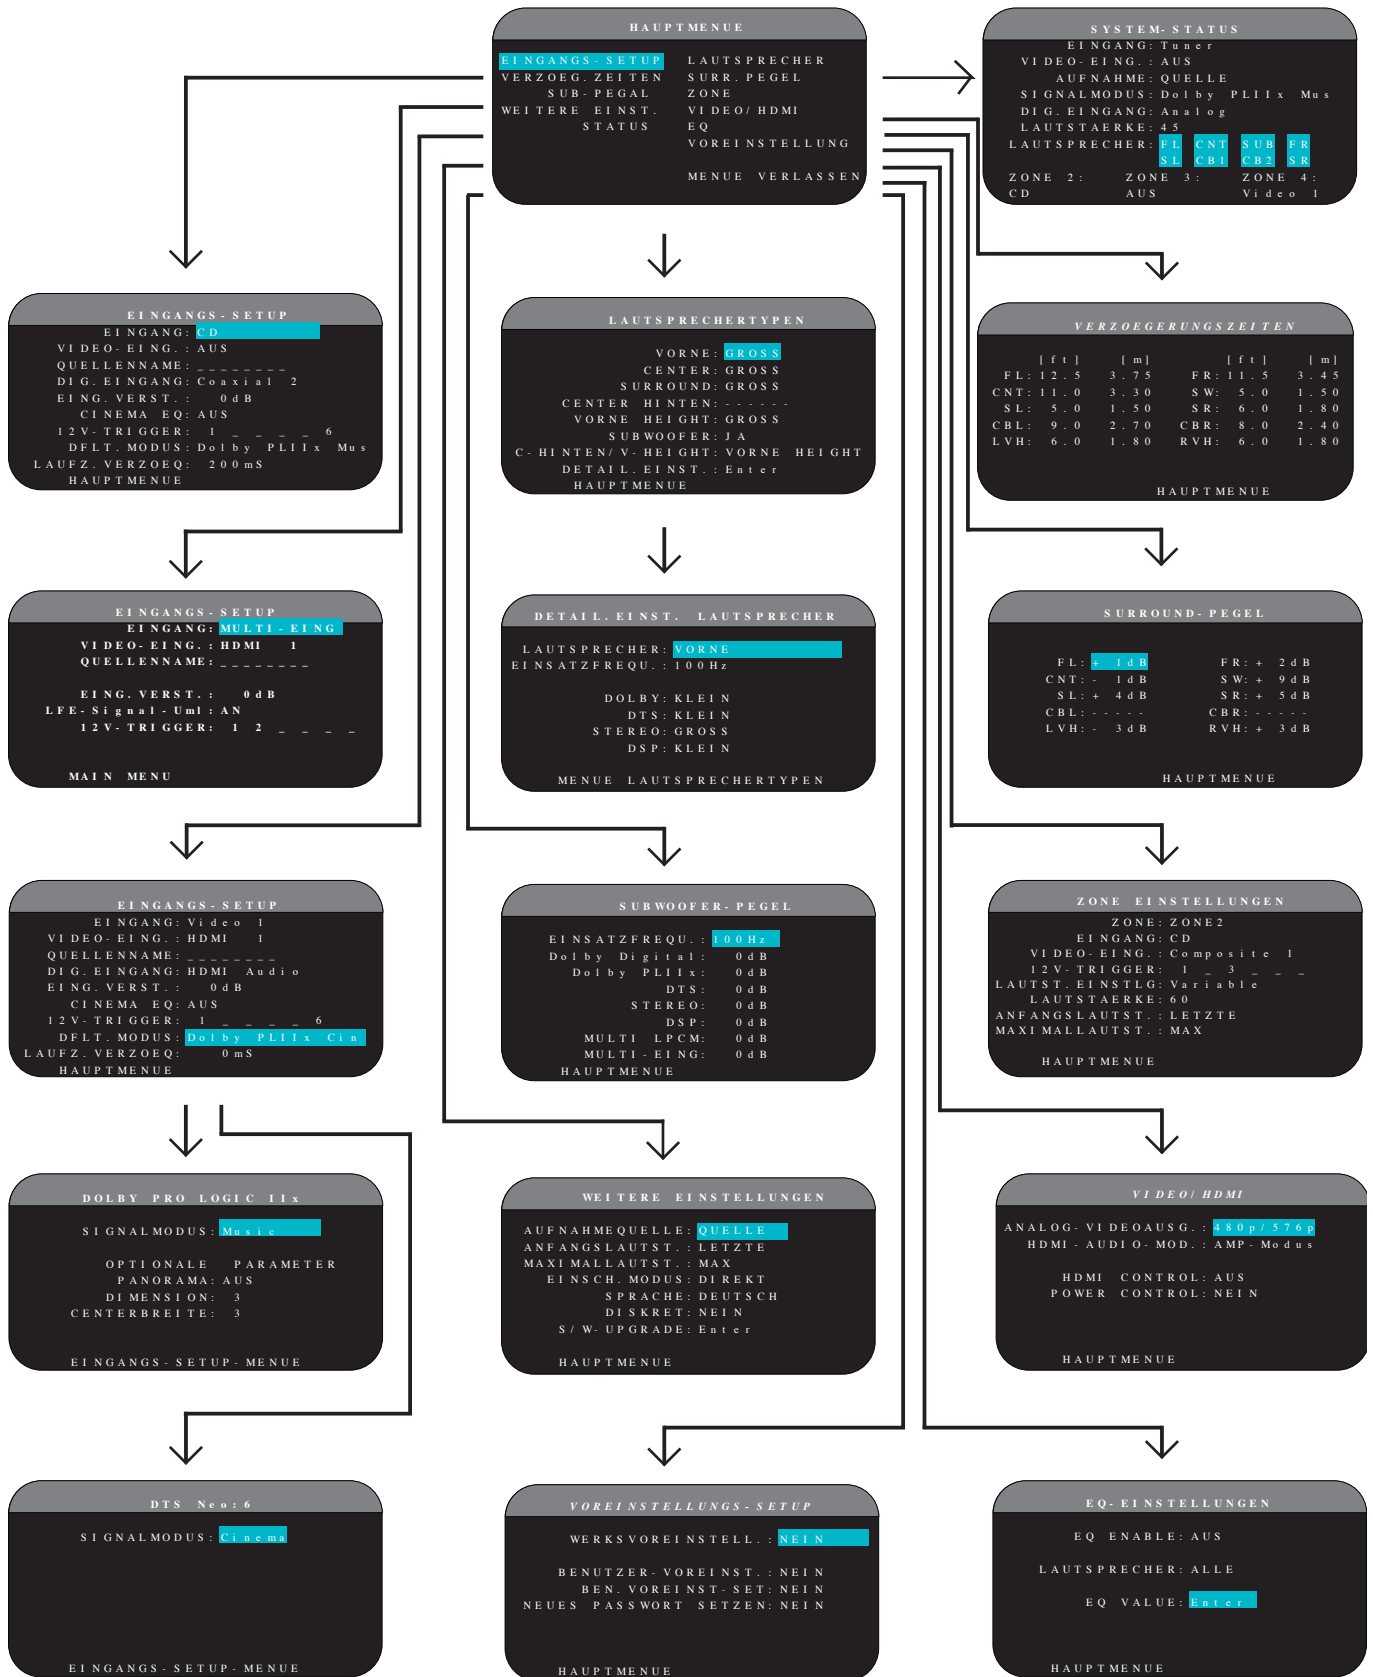 HAUPTMENUE
EINGANGS-SETUP LAUTSPRECHER
VERZOEG.ZEITEN SURR.PEGEL
SUB-PEGAL ZONE
WEITERE EINST. VIDEO/HDMI
STATUS EQ
VOREINSTELLUNG
MENUE VERLASSEN
SYSTEM-STATUS
EINGANG:Tuner
VIDEO-EING.:AUS
AUFNAHME:QUELLE
SIGNALMODUS:Dolby PLIIx Mus
DIG.EINGANG:Analog
LAUTSTAERKE:45
LAUTSPRECHER:FL CNT SUB FR
SL CB1 CB2 SR
ZONE 2: ZONE 3: ZONE 4:
CD AUS Video 1
EINGANGS-SETUP
EINGANG:CD
VIDEO-EING.:AUS
QUELLENNAME:________
DIG.EINGANG:Coaxial 2
EING.VERST.: 0dB
CINEMA EQ:AUS
12V-TRIGGER: 1 _ _ _ _ 6
DFLT.MODUS:Dolby PLIIx Mus
LAUFZ.VERZOEQ: 200mS
HAUPTMENUE
LAUTSPRECHERTYPEN
VORNE:GROSS
CENTER:GROSS
SURROUND:GROSS
CENTER HINTEN:------
VORNE HEIGHT:GROSS
SUBWOOFER:JA
C-HINTEN/V-HEIGHT:VORNE HEIGHT
DETAIL.EINST.:Enter
HAUPTMENUE
VERZOEGERUNGSZEITEN
[ft] [m] [ft] [m]
FL:12.5 3.75 FR:11.5 3.45
CNT:11.0 3.30 SW: 5.0 1.50
SL: 5.0 1.50 SR: 6.0 1.80
CBL: 9.0 2.70 CBR: 8.0 2.40
LVH: 6.0 1.80 RVH: 6.0 1.80
HAUPTMENUE
EINGANGS-SETUP
EINGANG:MULTI-EING
VIDEO-EING.:HDMI 1
QUELLENNAME:________
EING.VERST.: 0dB
LFE-Signal-Uml:AN
12V-TRIGGER: 1 2 _ _ _ _
MAIN MENU
DETAIL.EINST. LAUTSPRECHER
LAUTSPRECHER:VORNE
EINSATZFREQU.:100Hz
DOLBY:KLEIN
DTS:KLEIN
STEREO:GROSS
DSP:KLEIN
MENUE LAUTSPRECHERTYPEN
SURROUND-PEGEL
FL:+ 1dB FR:+ 2dB
CNT:- 1dB SW:+ 9dB
SL:+ 4dB SR:+ 5dB
CBL:----- CBR:-----
LVH:- 3dB RVH:+ 3dB
HAUPTMENUE
EINGANGS-SETUP
EINGANG:Video 1
VIDEO-EING.:HDMI 1
QUELLENNAME:________
DIG.EINGANG:HDMI Audio
EING.VERST.: 0dB
CINEMA EQ:AUS
12V-TRIGGER: 1 _ _ _ _ 6
DFLT.MODUS:Dolby PLIIx Cin
LAUFZ.VERZOEQ: 0mS
HAUPTMENUE
SUBWOOFER-PEGEL
EINSATZFREQU.:100Hz
Dolby Digital: 0dB
Dolby PLIIx: 0dB
DTS: 0dB
STEREO: 0dB
DSP: 0dB
MULTI LPCM: 0dB
MULTI-EING: 0dB
HAUPTMENUE
ZONE EINSTELLUNGEN
ZONE:ZONE2
EINGANG:CD
VIDEO-EING.:Composite 1
12V-TRIGGER: 1 _ 3 _ _ _
LAUTST.EINSTLG:Variable
LAUTSTAERKE:60
ANFANGSLAUTST.:LETZTE
MAXIMALLAUTST.:MAX
HAUPTMENUE
DOLBY PRO LOGIC IIx
SIGNALMODUS:Music
OPTIONALE PARAMETER
PANORAMA:AUS
DIMENSION: 3
CENTERBREITE: 3
EINGANGS-SETUP-MENUE
WEITERE EINSTELLUNGEN
AUFNAHMEQUELLE:QUELLE
ANFANGSLAUTST.:LETZTE
MAXIMALLAUTST.:MAX
EINSCH.MODUS:DIREKT
SPRACHE:DEUTSCH
DISKRET:NEIN
S/W-UPGRADE:Enter
HAUPTMENUE
VIDEO/HDMI
ANALOG-VIDEOAUSG.:480p/576p
HDMI-AUDIO-MOD.:AMP-Modus
HDMI CONTROL:AUS
POWER CONTROL:NEIN
HAUPTMENUE
DTS Neo:6
SIGNALMODUS:Cinema
EINGANGS-SETUP-MENUE
VOREINSTELLUNGS-SETUP
WERKSVOREINSTELL.:NEIN
BENUTZER-VOREINST.:NEIN
BEN.VOREINST-SET:NEIN
NEUES PASSWORT SETZEN:NEIN
HAUPTMENUE
EQ-EINSTELLUNGEN
EQ ENABLE:AUS
LAUTSPRECHER:ALLE
EQ VALUE:Enter
HAUPTMENUE